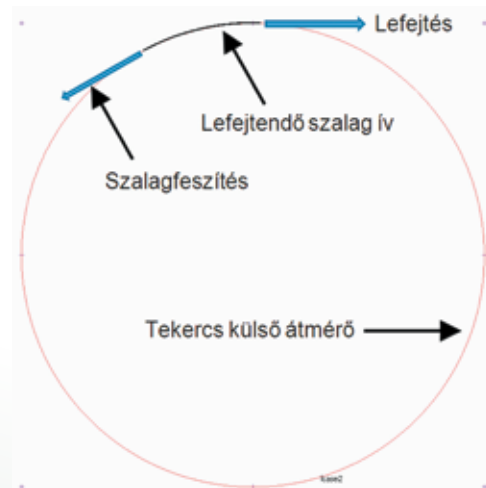 Lefejtés
Lefejtendő szalag ív
Szalagfeszítés
Tekercs külső átmérő